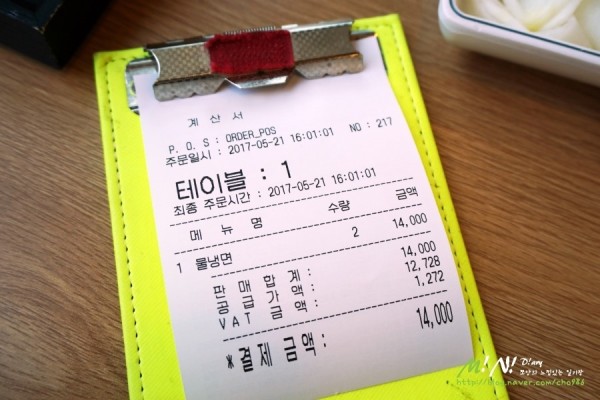 계 산 서
P. O. S : ORDER_POS
주문일시 : 2017-05-21 16:01:01 NO : 217
테이블 : 1
최종 주문시간 : 2017-05-21 16:01:01
메 뉴 명 수량 금액
1 물냉면 2 14,000
판 매 합 계 : 14,000
공 급 가 액 : 12,728
V A T 금 액 : 1,272
*결제 금액 : 14,000
M!N! D!ary
http://blog.naver.com/cho986